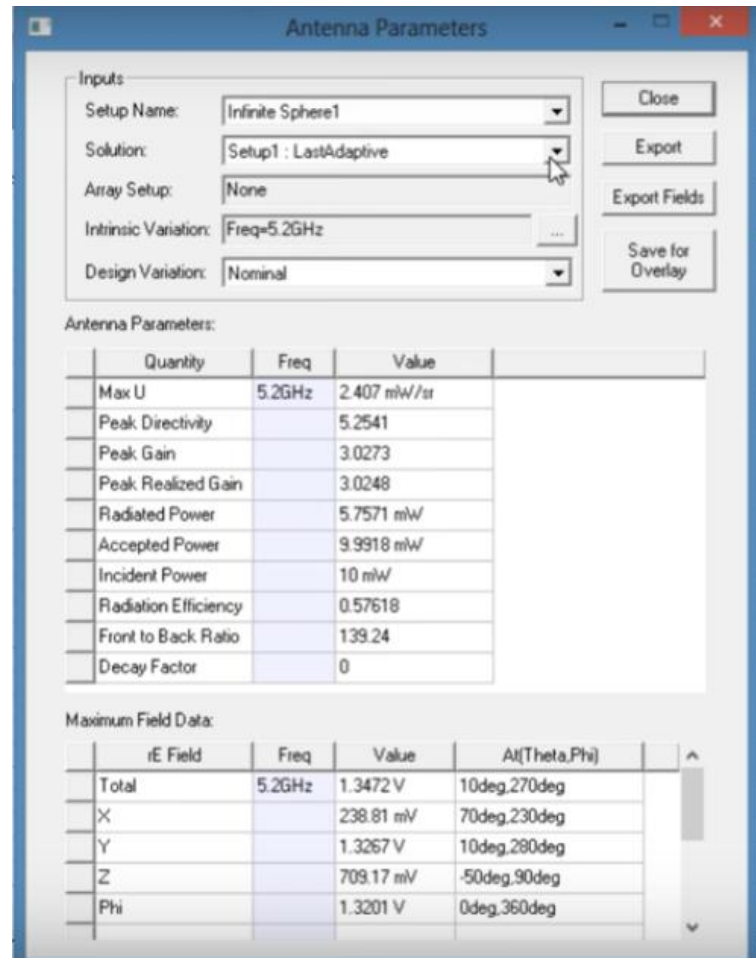 Antenna Parameters
Inputs
Setup Name: Infinite Sphere1
Close
Solution: Setup1 : LastAdaptive
Export
Array Setup: None
Export Fields
Intrinsic Variation: Freq=5.2GHz ...
Save for
Overlay
Design Variation: Nominal
Antenna Parameters:
Quantity Freq Value
Max U 5.2GHz 2.407 mW/sr
Peak Directivity 5.2541
Peak Gain 3.0273
Peak Realized Gain 3.0248
Radiated Power 5.7571 mW
Accepted Power 9.9918 mW
Incident Power 10 mW
Radiation Efficiency 0.57618
Front to Back Ratio 139.24
Decay Factor 0
Maximum Field Data:
rE Field Freq Value At(Theta,Phi)
Total 5.2GHz 1.3472 V 10deg,270deg
X 238.81 mV 70deg,230deg
Y 1.3267 V 10deg,280deg
Z 709.17 mV -50deg,90deg
Phi 1.3201 V 0deg,360deg